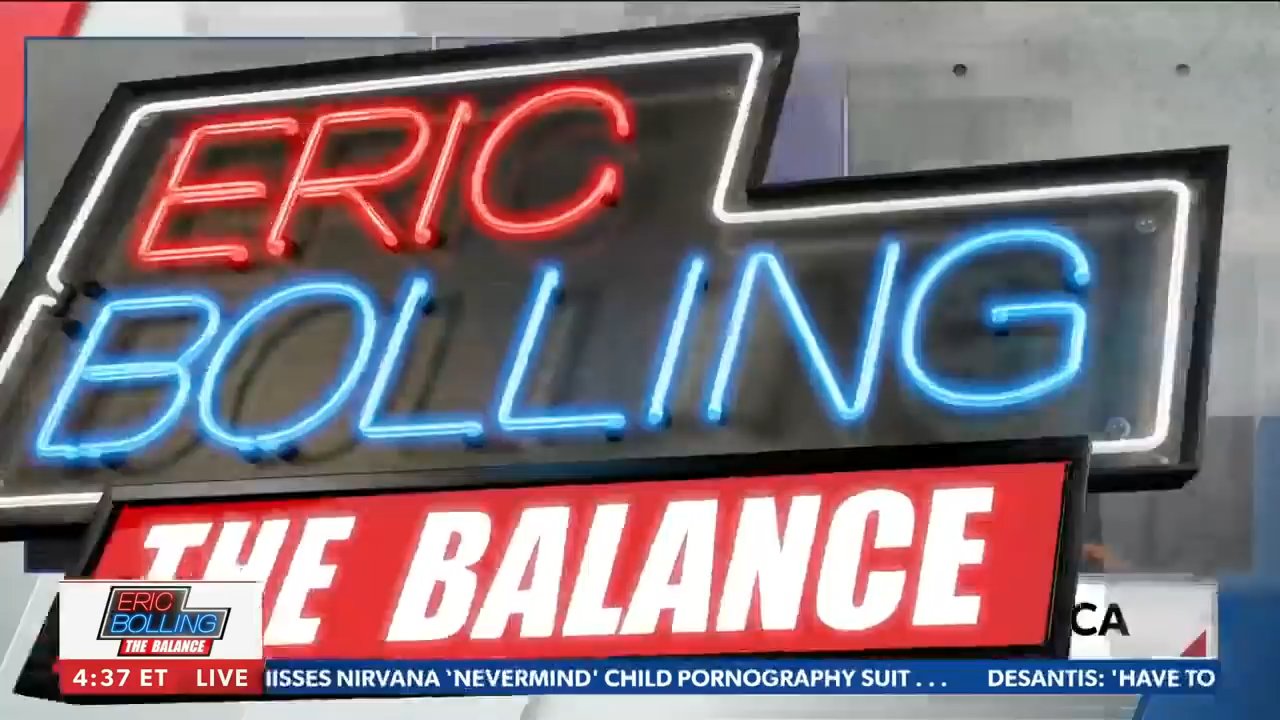 ERIC
BOLLING
THE BALANCE
CA
ERIC
BOLLING
THE BALANCE
4:37 ET LIVE ISSES NIRVANA `NEVERMIND' CHILD PORNOGRAPHY SUIT . . . DESANTIS: 'HAVE TO